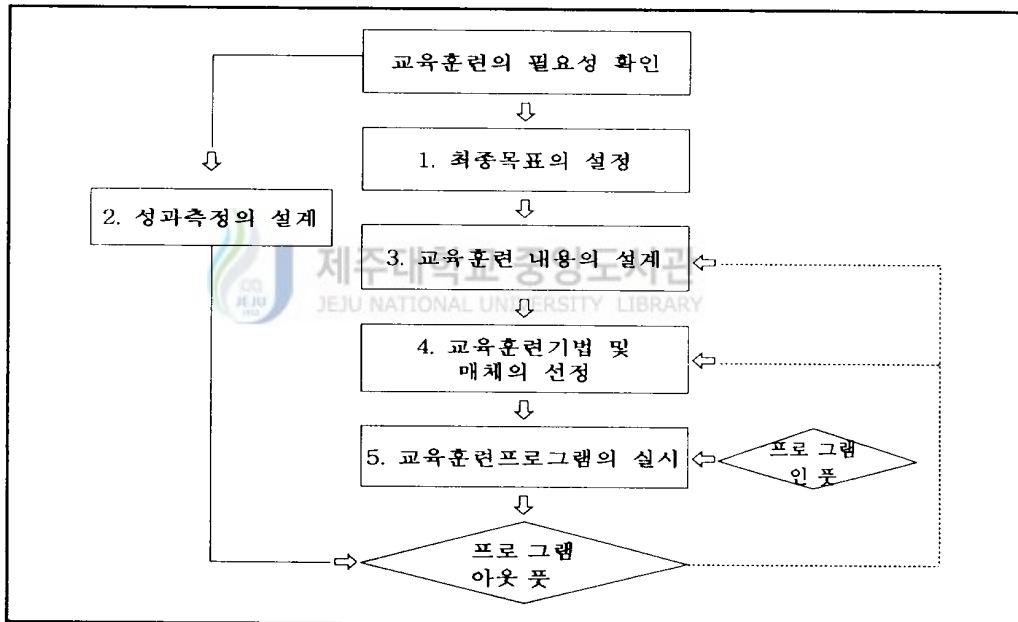 교육훈련의 필요성 확인
1. 최종목표의 설정
2. 성과측정의 설계
3. 교육훈련 내용의 설계
제주대학교 중앙도서관
JEJU NATIONAL UNIVERSITY LIBRARY
JEJU
1952
4. 교육훈련기법 및
매체의 선정
5. 교육훈련프로그램의 실시
프로 그램
인 풋
프로 그램
아웃 풋